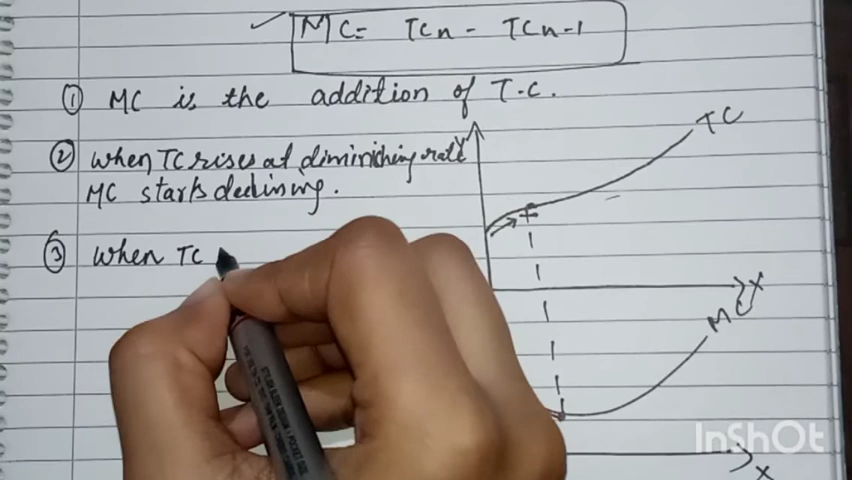 MC = TCn - TCn-1
① MC is the addition of T.C.
② when TC rises at diminiching rate
MC starts declining.
③ when TC
Y
TC
X
MC
X
InShOt